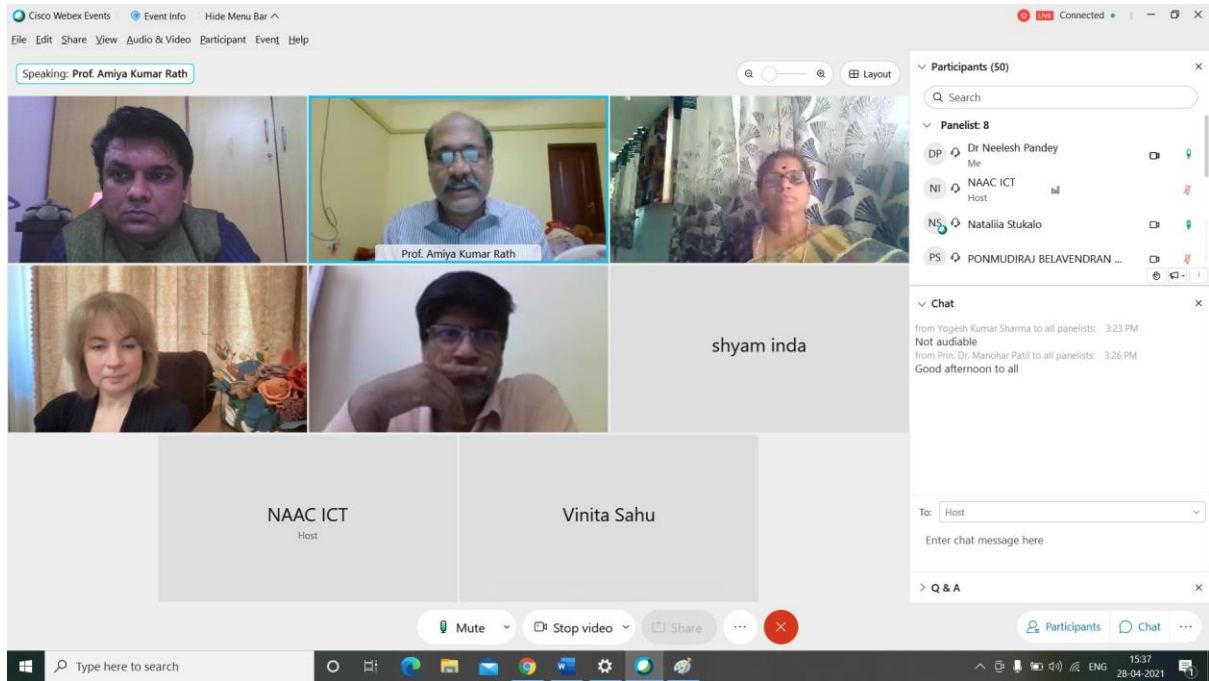 Cisco Webex Events
Event Info
Hide Menu Bar
Connected
LIVE
File Edit Share View Audio & Video Participant Event Help
Speaking: Prof. Amiya Kumar Rath
Layout
Prof. Amiya Kumar Rath
shyam inda
NAAC ICT
Host
Vinita Sahu
Participants (50)
Search
Panelist: 8
DP
Dr Neelesh Pandey
Me
NI
NAAC ICT
Host
NS
Nataliia Stukalo
PS
PONMUDIRAJ BELAVENDRAN ...
Chat
from Yogesh Kumar Sharma to all panelists: 3:23 PM
Not audiable
from Prin. Dr. Manohar Patil to all panelists: 3:26 PM
Good afternoon to all
To: Host
Enter chat message here
Q & A
Mute
Stop video
Share
Participants
Chat
Type here to search
ENG
15:37
28-04-2021